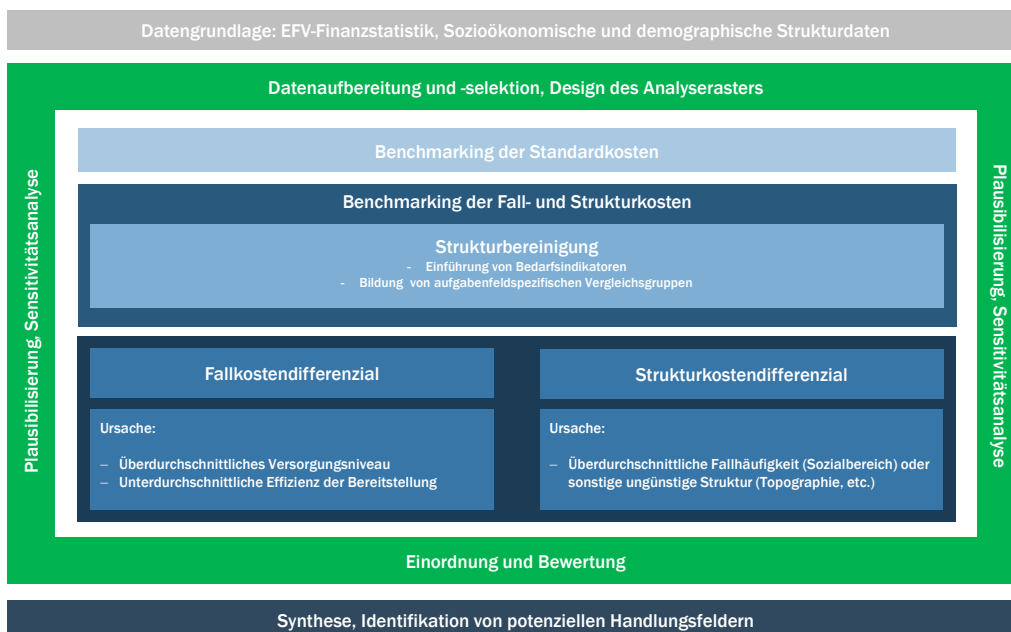 Datengrundlage: EFV-Finanzstatistik, Sozioökonomische und demographische Strukturdaten
Datenaufbereitung und -selektion, Design des Analyserasters
Plausibilisierung, Sensitivitätsanalyse
Benchmarking der Standardkosten
Benchmarking der Fall- und Strukturkosten
Strukturbereinigung
- Einführung von Bedarfsindikatoren
- Bildung von aufgabenfeldspezifischen Vergleichsgruppen
Fallkostendifferenzial
Ursache:
– Überdurchschnittliches Versorgungsniveau
– Unterdurchschnittliche Effizienz der Bereitstellung
Strukturkostendifferenzial
Ursache:
– Überdurchschnittliche Fallhäufigkeit (Sozialbereich) oder
sonstige ungünstige Struktur (Topographie, etc.)
Plausibilisierung, Sensitivitätsanalyse
Einordnung und Bewertung
Synthese, Identifikation von potenziellen Handlungsfeldern